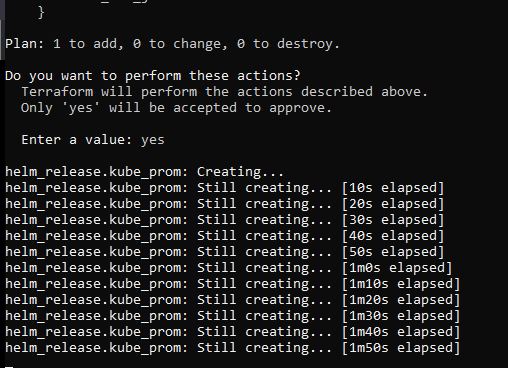 }
Plan: 1 to add, 0 to change, 0 to destroy.
Do you want to perform these actions?
Terraform will perform the actions described above.
Only 'yes' will be accepted to approve.
Enter a value: yes
helm_release.kube_prom: Creating...
helm_release.kube_prom: Still creating... [10s elapsed]
helm_release.kube_prom: Still creating... [20s elapsed]
helm_release.kube_prom: Still creating... [30s elapsed]
helm_release.kube_prom: Still creating... [40s elapsed]
helm_release.kube_prom: Still creating... [50s elapsed]
helm_release.kube_prom: Still creating... [1m0s elapsed]
helm_release.kube_prom: Still creating... [1m10s elapsed]
helm_release.kube_prom: Still creating... [1m20s elapsed]
helm_release.kube_prom: Still creating... [1m30s elapsed]
helm_release.kube_prom: Still creating... [1m40s elapsed]
helm_release.kube_prom: Still creating... [1m50s elapsed]